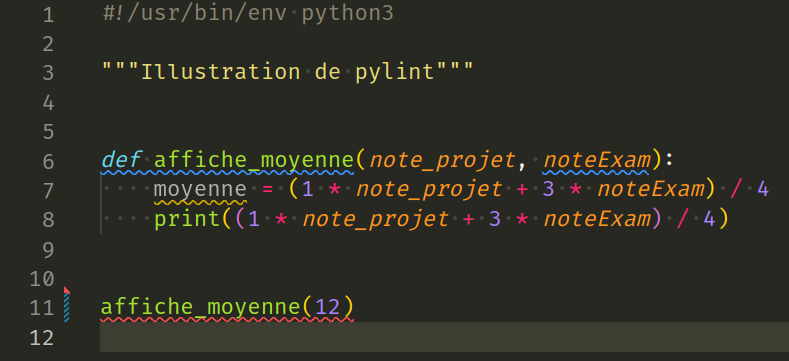 1 #!/usr/bin/env python3
2
3 """Illustration de pylint"""
4
5
6 def affiche_moyenne(note_projet, noteExam):
7     moyenne = (1 * note_projet + 3 * noteExam) / 4
8     print((1 * note_projet + 3 * noteExam) / 4)
9
10
11 affiche_moyenne(12)
12